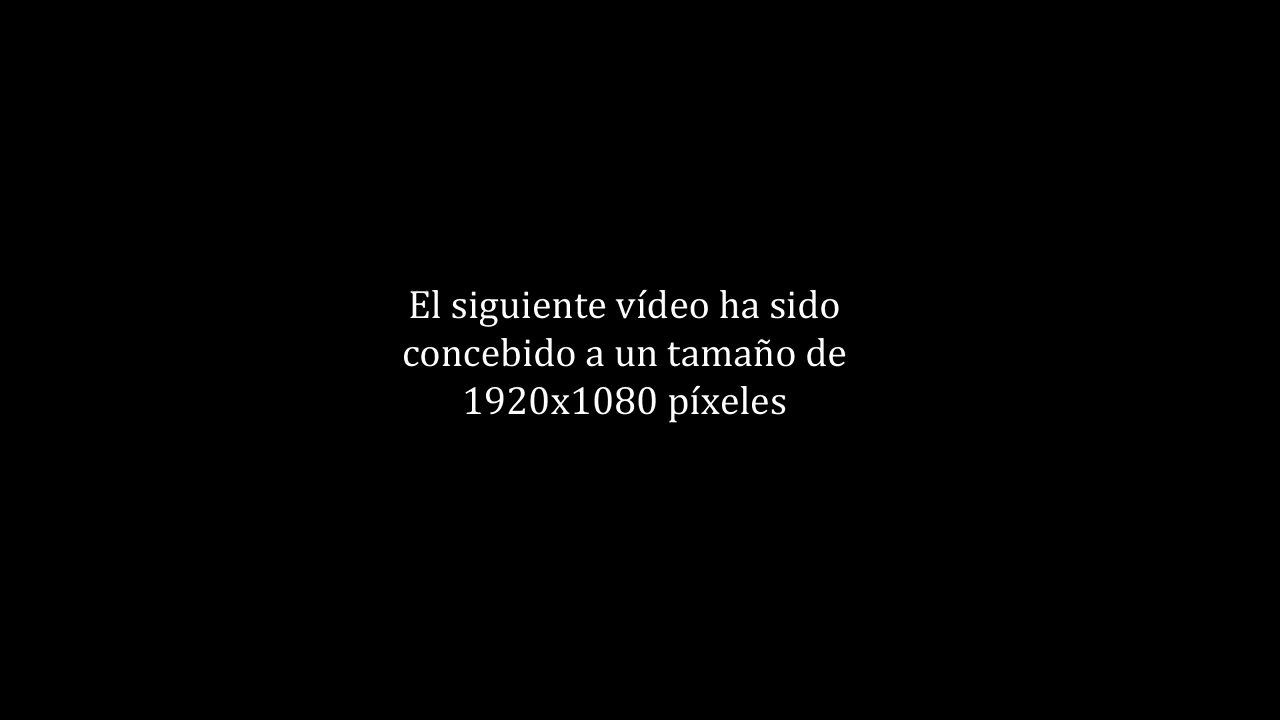 El siguiente vídeo ha sido
concebido a un tamaño de
1920x1080 píxeles